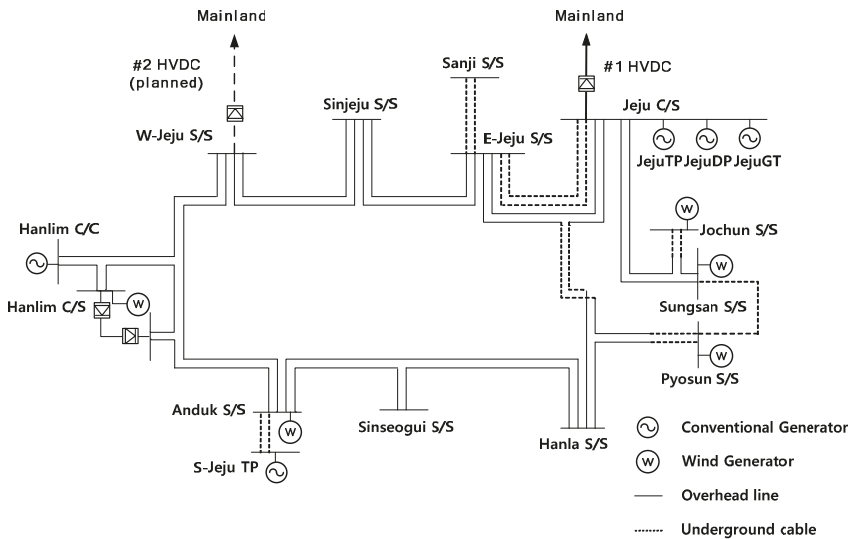 Mainland
Mainland
#2 HVDC
(planned)
Sanji S/S
#1 HVDC
Sinjeju S/S
Jeju C/S
W-Jeju S/S
E-Jeju S/S
JejuTP JejuDP JejuGT
W
Hanlim C/C
Jochun S/S
W
Hanlim C/S
W
Sungsan S/S
W
Pyosun S/S
Anduk S/S
W
Sinseogui S/S
Hanla S/S
S-Jeju TP
Conventional Generator
W
Wind Generator
Overhead line
Underground cable